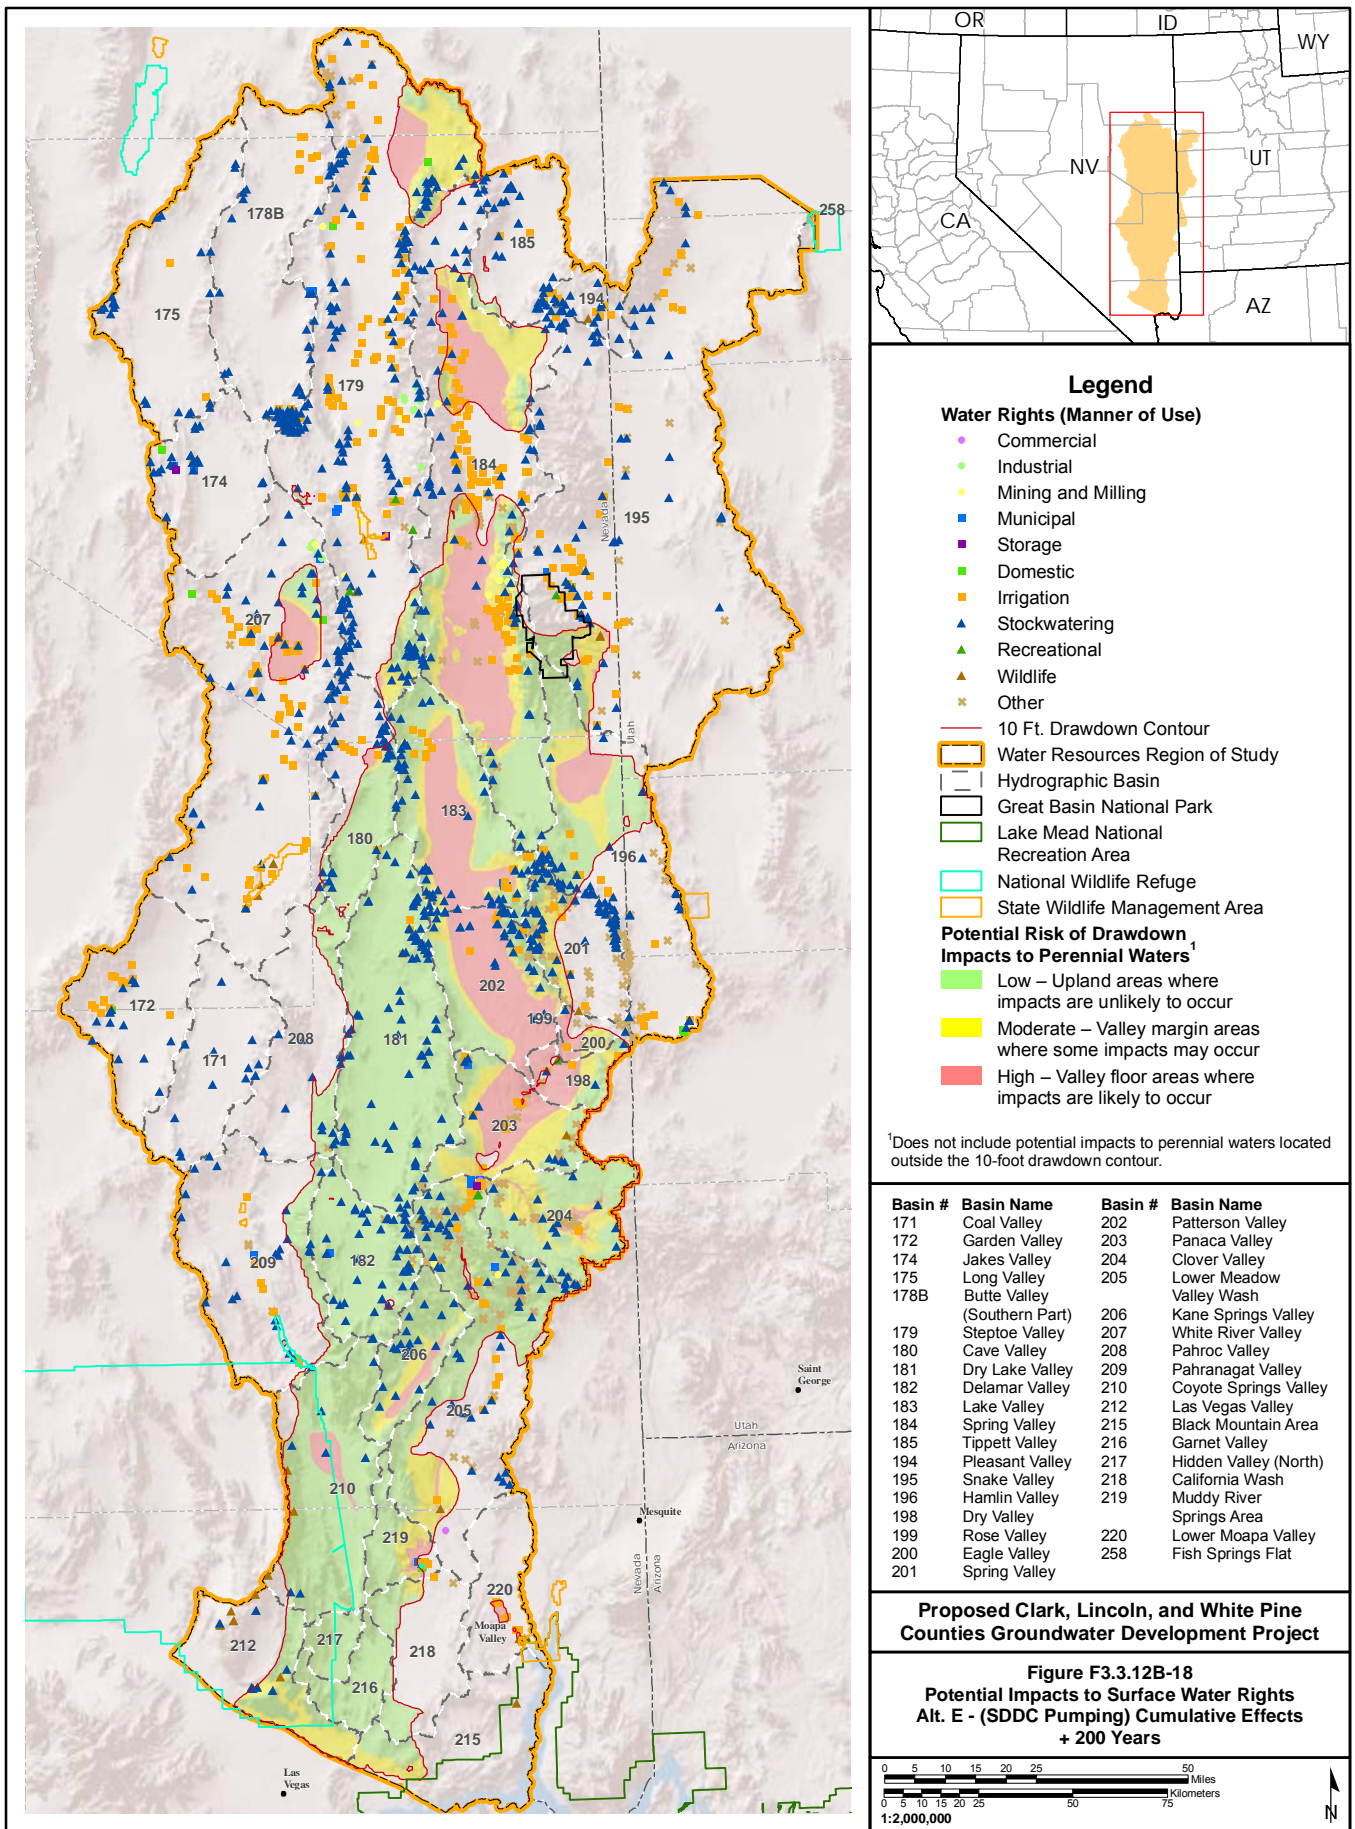 OR
ID
WY
NV
UT
CA
AZ
258
178B
185
175
194
179
184
174
195
Nevada
207
Utah
183
180
196
201
202
172
199
208
181
200
171
198
203
204
209
182
206
Saint
George
205
Utah
Arizona
210
Mesquite
219
Nevada
Arizona
220
Moapa
Valley
212
217
218
216
215
Las
Vegas
Legend
Water Rights (Manner of Use)
Commercial
Industrial
Mining and Milling
Municipal
Storage
Domestic
Irrigation
Stockwatering
Recreational
Wildlife
Other
10 Ft. Drawdown Contour
Water Resources Region of Study
Hydrographic Basin
Great Basin National Park
Lake Mead National
Recreation Area
National Wildlife Refuge
State Wildlife Management Area
Potential Risk of Drawdown
Impacts to Perennial Waters1
Low – Upland areas where
impacts are unlikely to occur
Moderate – Valley margin areas
where some impacts may occur
High – Valley floor areas where
impacts are likely to occur
1Does not include potential impacts to perennial waters located
outside the 10-foot drawdown contour.
Basin # Basin Name Basin # Basin Name
171 Coal Valley 202 Patterson Valley
172 Garden Valley 203 Panaca Valley
174 Jakes Valley 204 Clover Valley
175 Long Valley 205 Lower Meadow
178B Butte Valley Valley Wash
(Southern Part) 206 Kane Springs Valley
179 Steptoe Valley 207 White River Valley
180 Cave Valley 208 Pahroc Valley
181 Dry Lake Valley 209 Pahranagat Valley
182 Delamar Valley 210 Coyote Springs Valley
183 Lake Valley 212 Las Vegas Valley
184 Spring Valley 215 Black Mountain Area
185 Tippett Valley 216 Garnet Valley
194 Pleasant Valley 217 Hidden Valley (North)
195 Snake Valley 218 California Wash
196 Hamlin Valley 219 Muddy River
198 Dry Valley Springs Area
199 Rose Valley 220 Lower Moapa Valley
200 Eagle Valley 258 Fish Springs Flat
201 Spring Valley
Proposed Clark, Lincoln, and White Pine
Counties Groundwater Development Project
Figure F3.3.12B-18
Potential Impacts to Surface Water Rights
Alt. E - (SDDC Pumping) Cumulative Effects
+ 200 Years
0 5 10 15 20 25 50
Miles
Kilometers
0 5 10 15 20 25 50 75
1:2,000,000
N